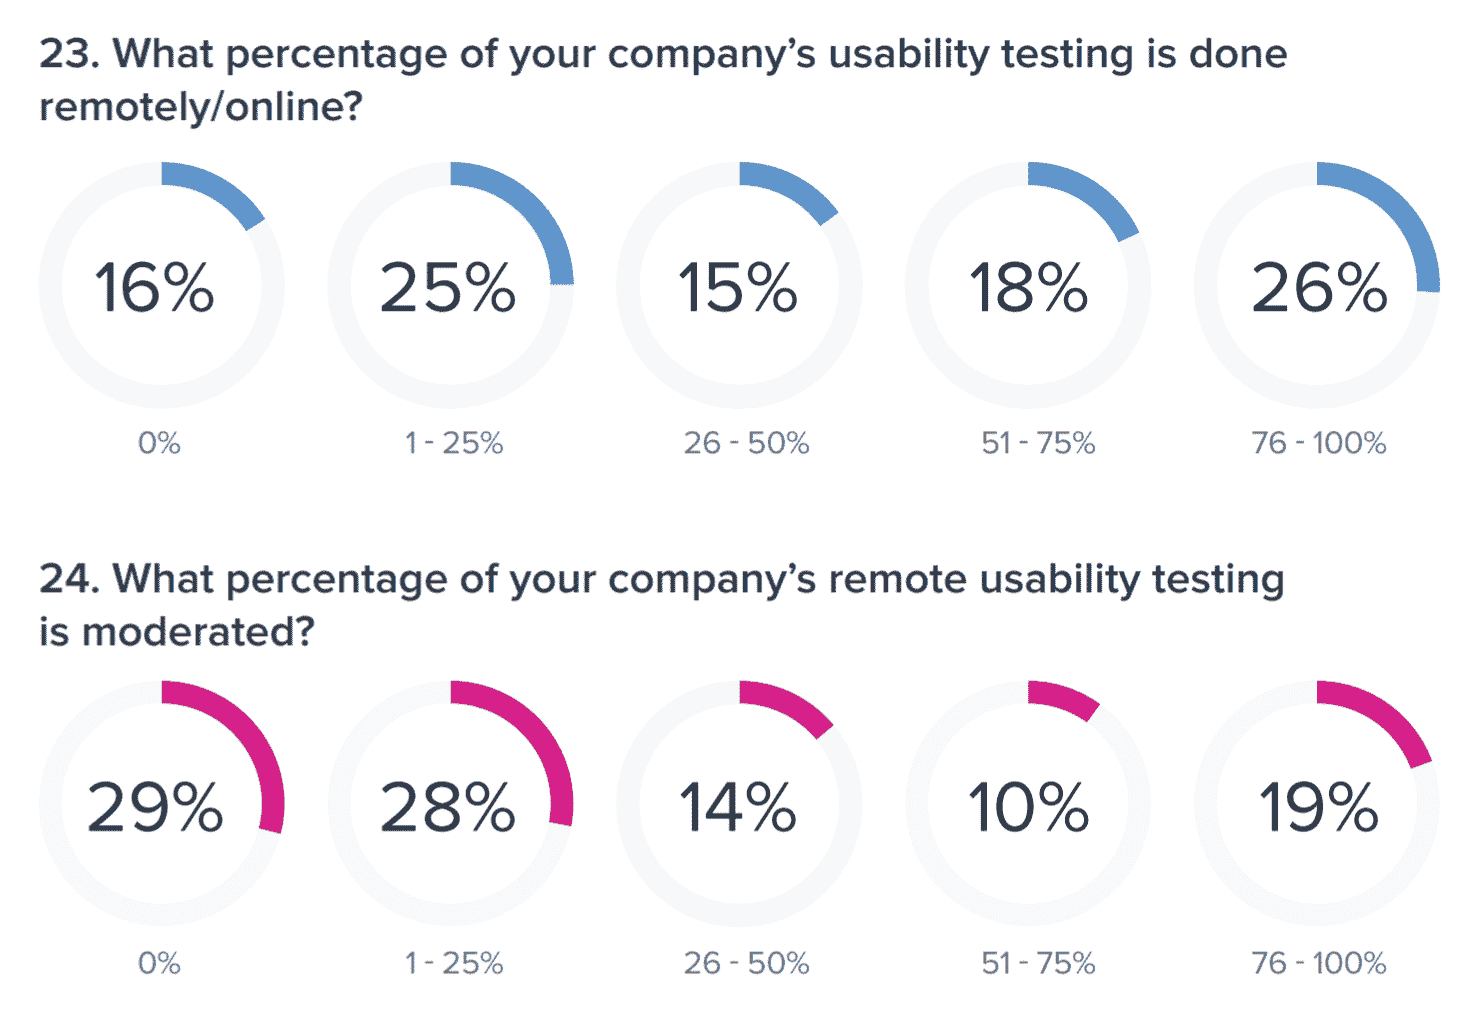 23. What percentage of your company’s usability testing is done
remotely/online?
16% 25% 15% 18% 26%
0% 1 - 25% 26 - 50% 51 - 75% 76 - 100%
24. What percentage of your company’s remote usability testing
is moderated?
29% 28% 14% 10% 19%
0% 1 - 25% 26 - 50% 51 - 75% 76 - 100%